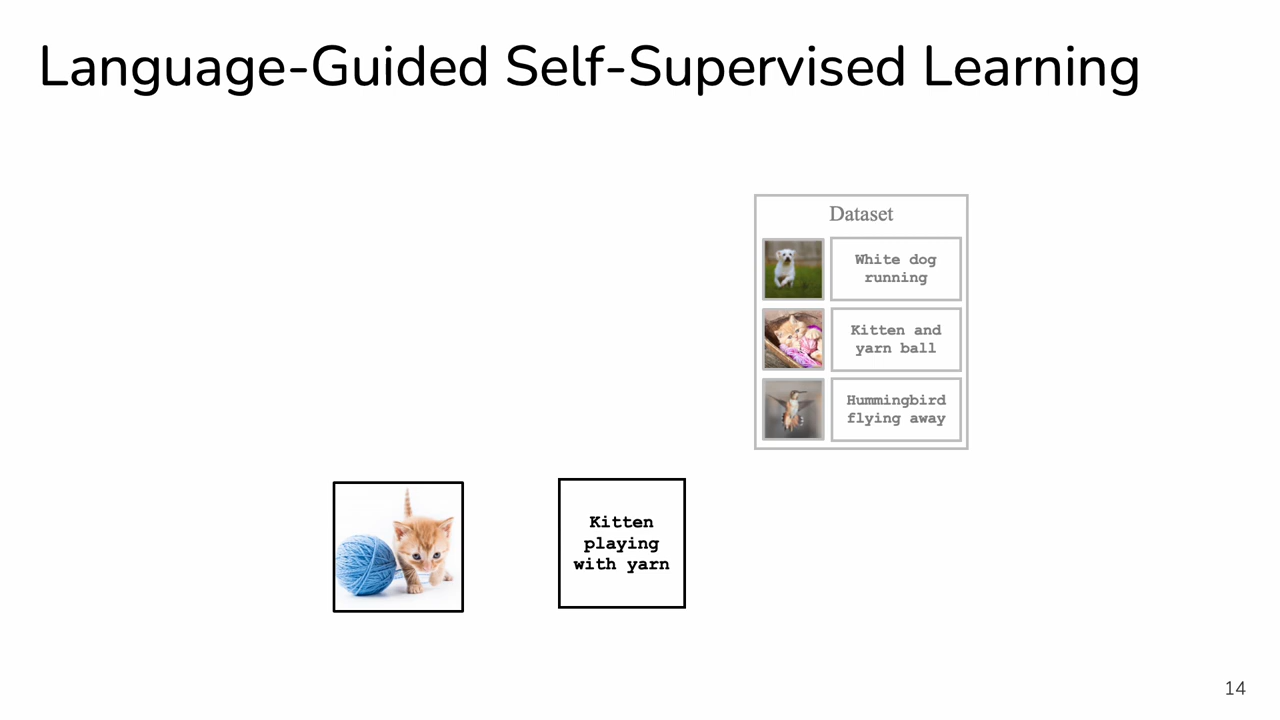 Language-Guided Self-Supervised Learning
Dataset
White dog
running
Kitten and
yarn ball
Hummingbird
flying away
Kitten
playing
with yarn
14